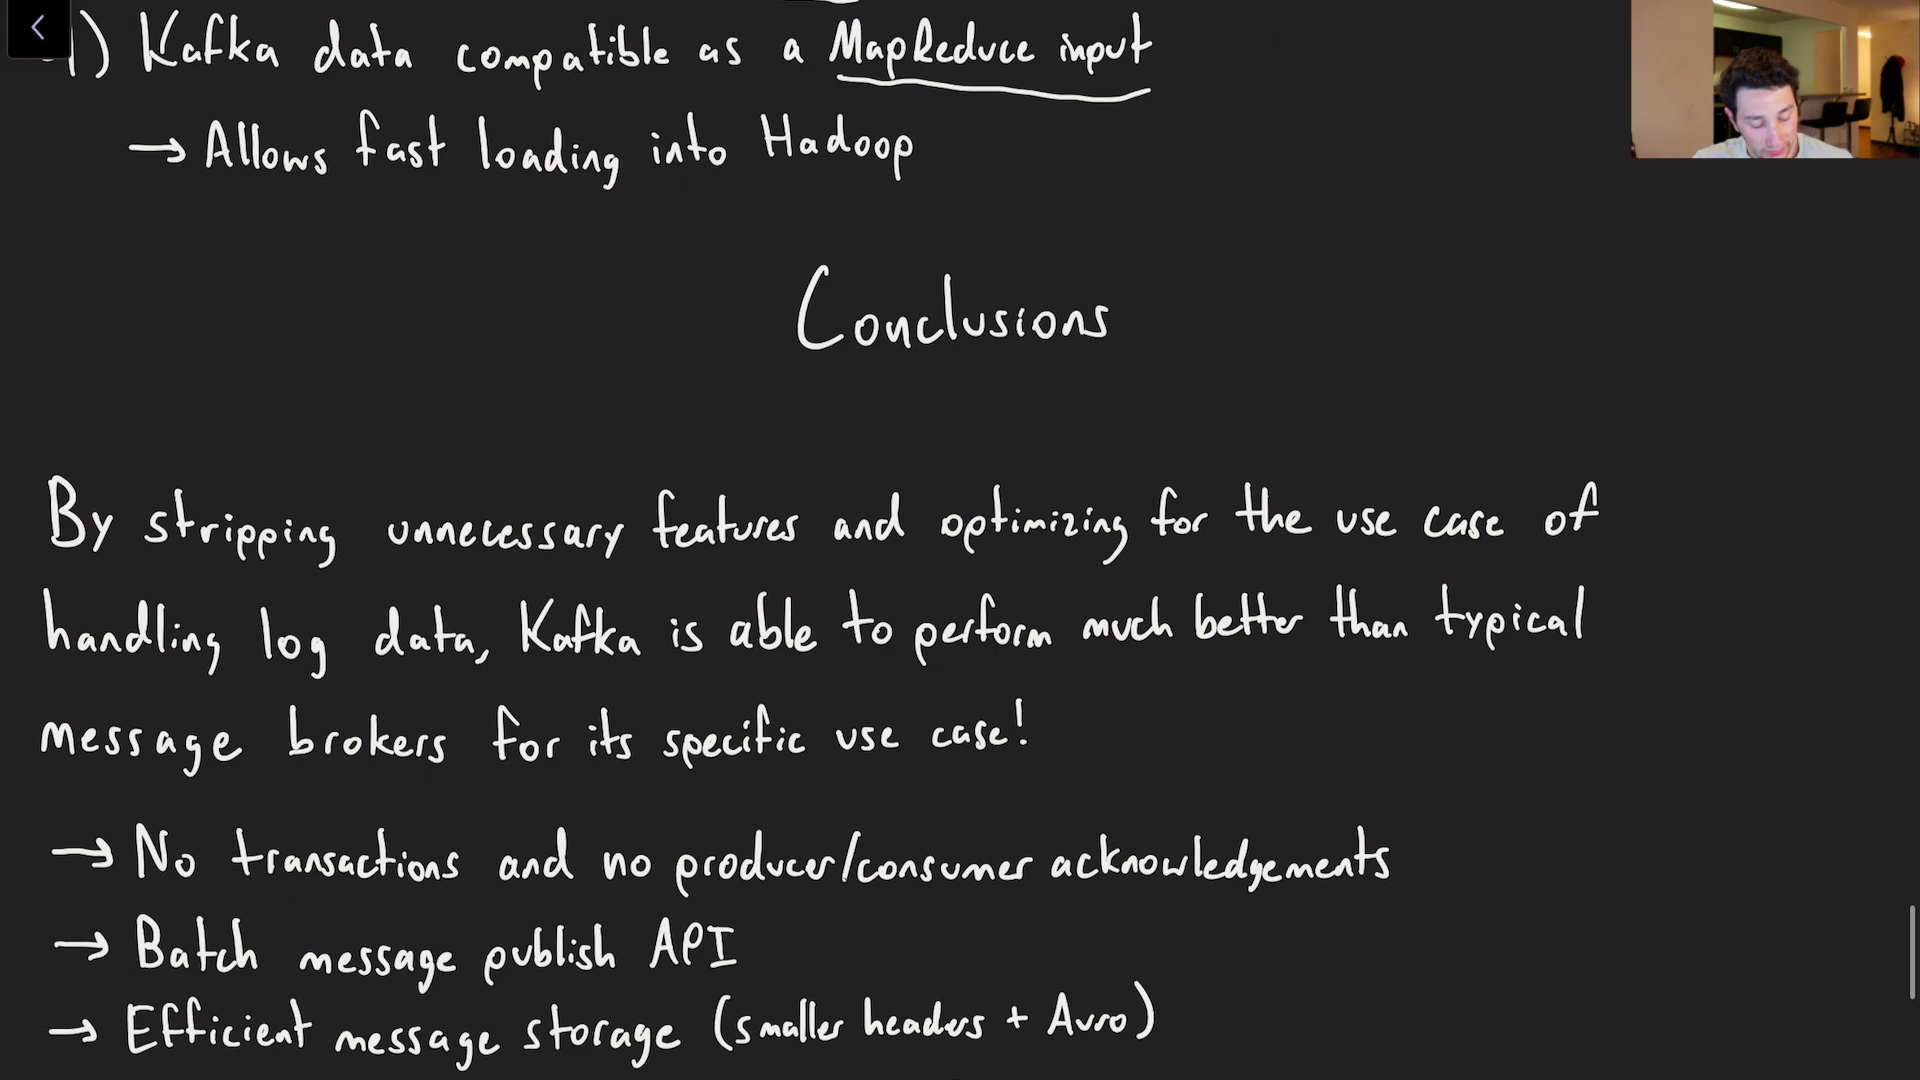 ) Kafka data compatible as a MapReduce input
→ Allows fast loading into Hadoop
Conclusions
By stripping unnecessary features and optimizing for the use case of
handling log data, Kafka is able to perform much better than typical
message brokers for its specific use case!
→ No transactions and no producer/consumer acknowledgements
→ Batch message publish API
→ Efficient message storage (smaller headers + Avro)